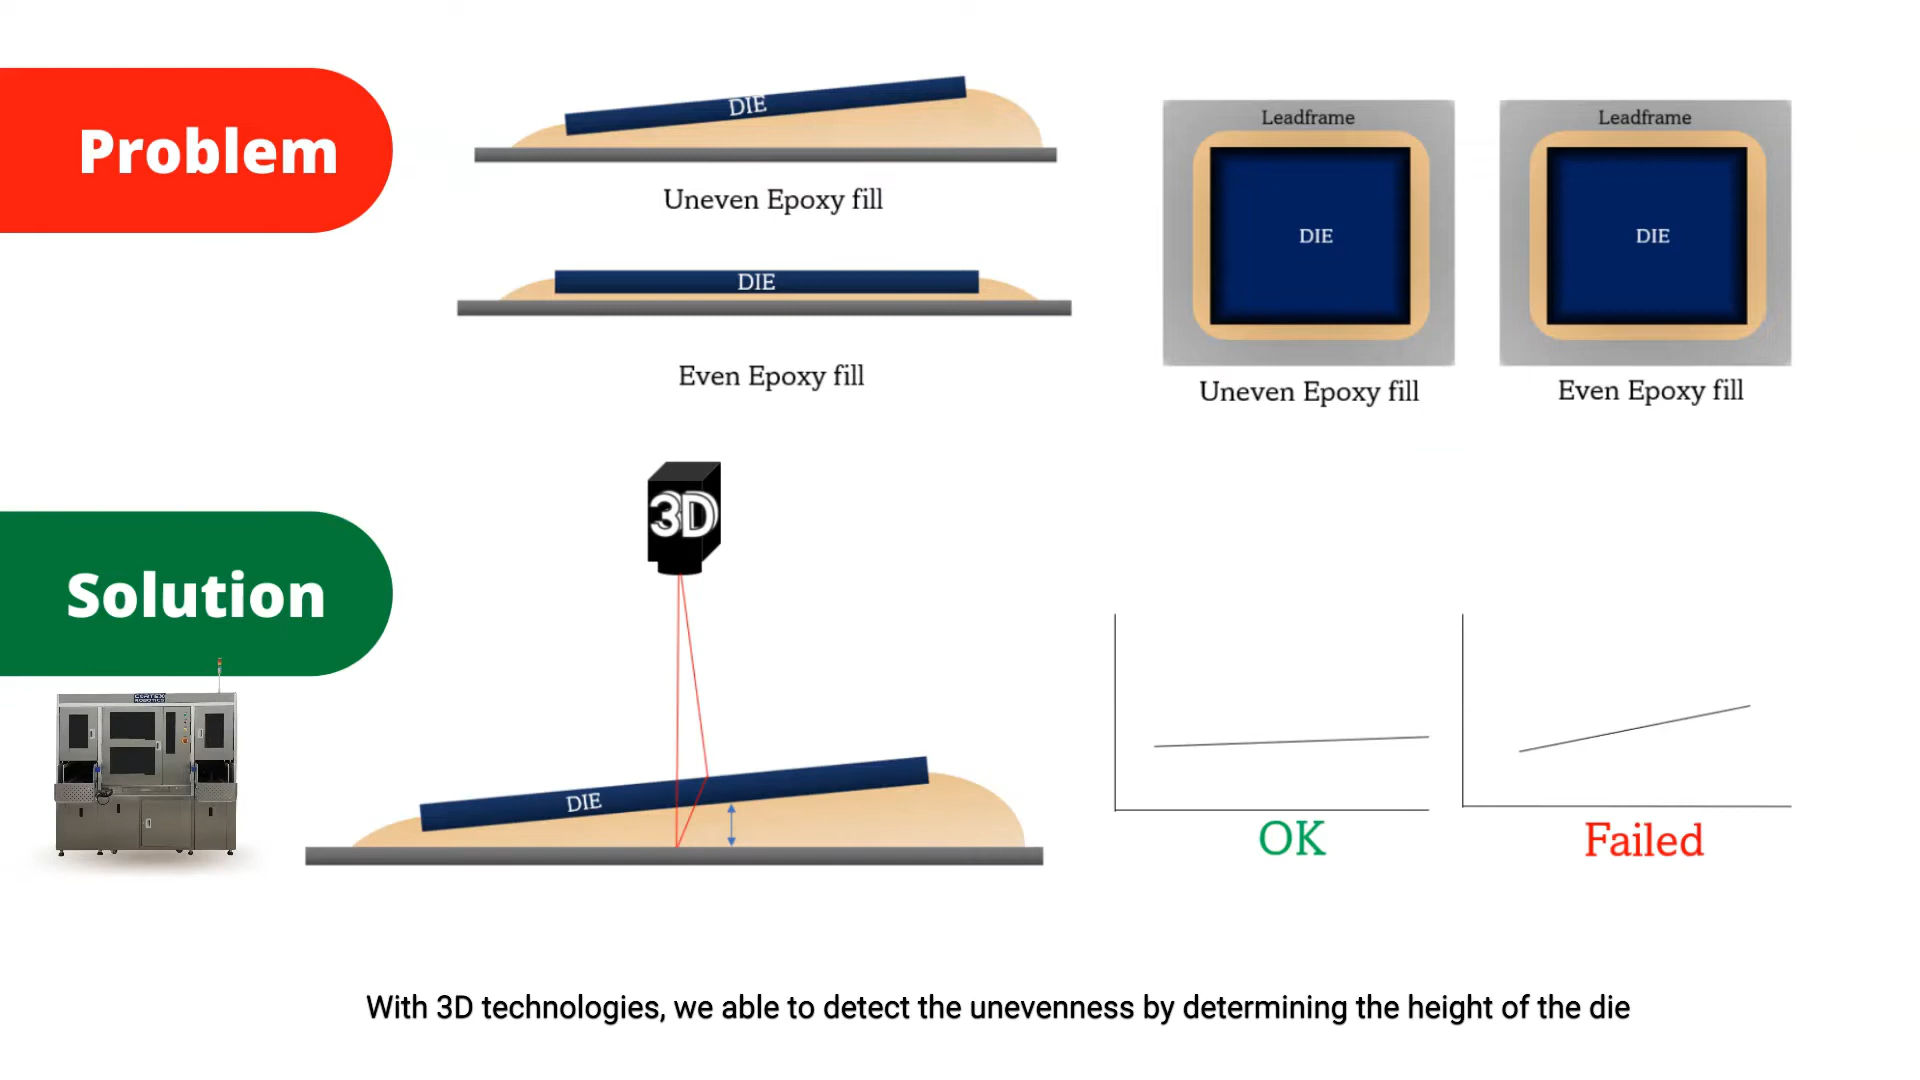 Problem
DIE
Uneven Epoxy fill
DIE
Even Epoxy fill
Leadframe
DIE
Uneven Epoxy fill
Leadframe
DIE
Even Epoxy fill
Solution
CORTEX
ROBOTICS
3D
DIE
OK
Failed
With 3D technologies, we able to detect the unevenness by determining the height of the die